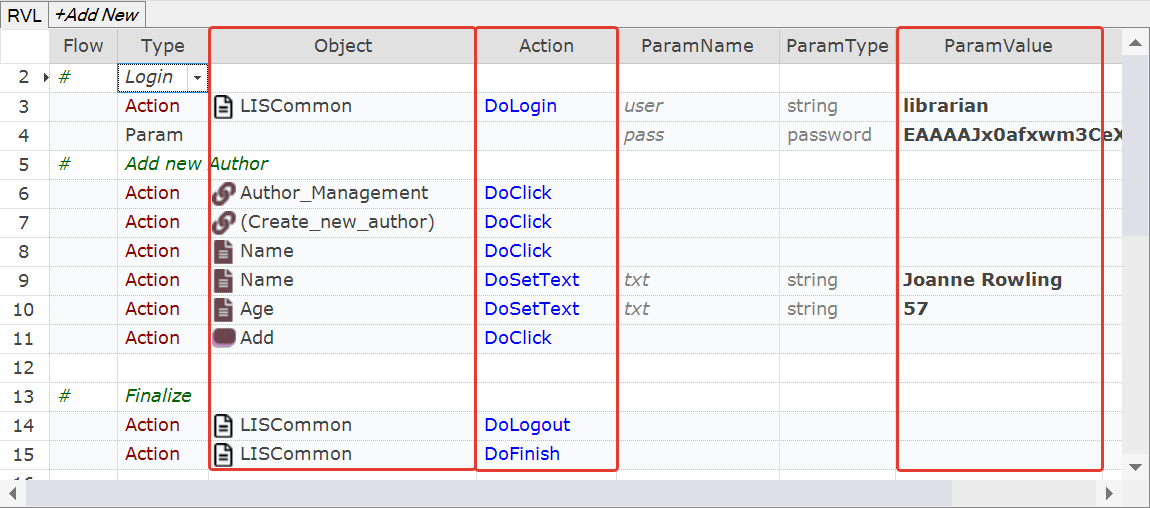 RVL +Add New
Flow Type Object Action ParamName ParamType ParamValue
2 # Login
3 Action LISCommon DoLogin user string librarian
4 Param pass password EAAAAJx0afxwm3CeX
5 # Add new Author
6 Action Author_Management DoClick
7 Action (Create_new_author) DoClick
8 Action Name DoClick
9 Action Name DoSetText txt string Joanne Rowling
10 Action Age DoSetText txt string 57
11 Action Add DoClick
12
13 # Finalize
14 Action LISCommon DoLogout
15 Action LISCommon DoFinish